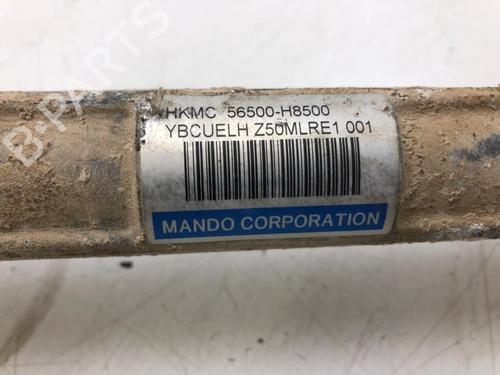 HKMC 56500-H8500
YBCUELH Z50MLRE1 001
MANDO CORPORATION
B-PARTS